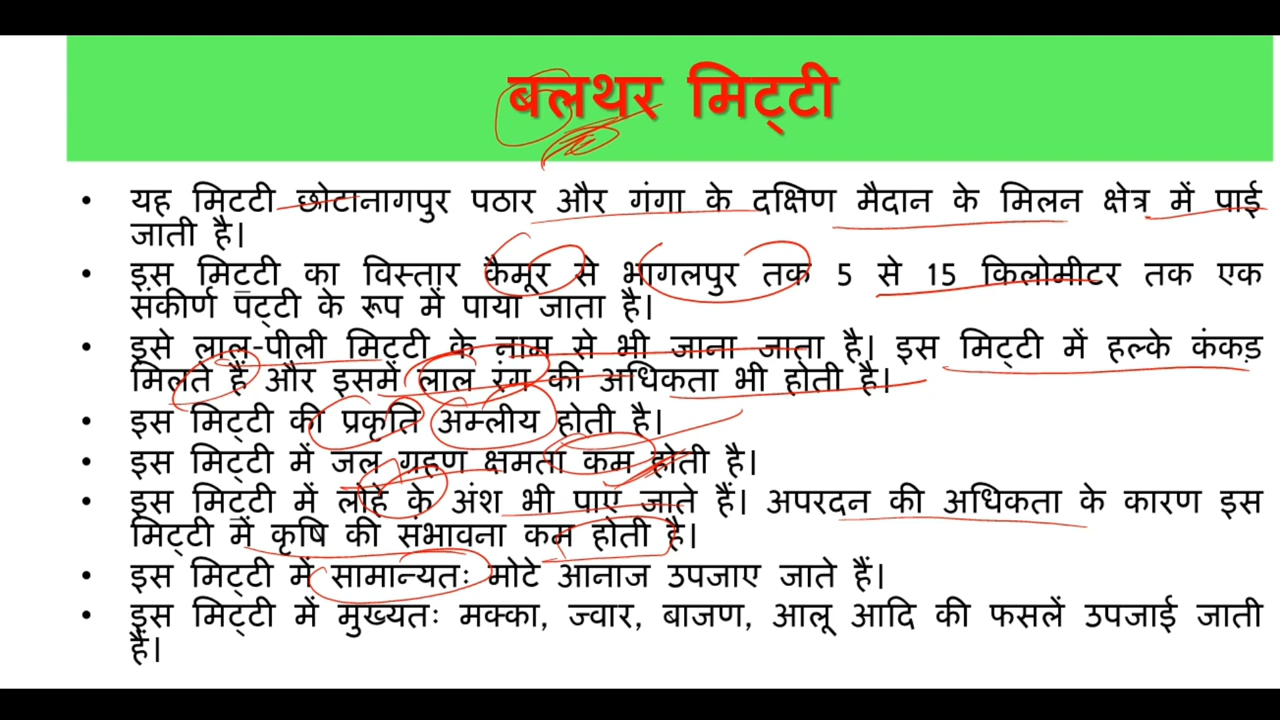 बलथर मिट्टी
• यह मिटटी छोटानागपुर पठार और गंगा के दक्षिण मैदान के मिलन क्षेत्र में पाई
जाती है।
• इस मिट्टी का विस्तार कैमूर से भागलपुर तक 5 से 15 किलोमीटर तक एक
संकीर्ण पट्टी के रूप में पाया जाता है।
• इसे लाल-पीली मिट्टी के नाम से भी जाना जाता है। इस मिट्टी में हल्के कंकड़
मिलते हैं और इसमें लाल रंग की अधिकता भी होती है।
• इस मिट्टी की प्रकृति अम्लीय होती है।
• इस मिट्टी में जल ग्रहण क्षमता कम होती है।
• इस मिट्टी में लोहे के अंश भी पाए जाते हैं। अपरदन की अधिकता के कारण इस
मिट्टी में कृषि की संभावना कम होती है।
• इस मिट्टी में सामान्यतः मोटे आनाज उपजाए जाते हैं।
• इस मिट्टी में मुख्यतः मक्का, ज्वार, बाजण, आलू आदि की फसलें उपजाई जाती
हैं।